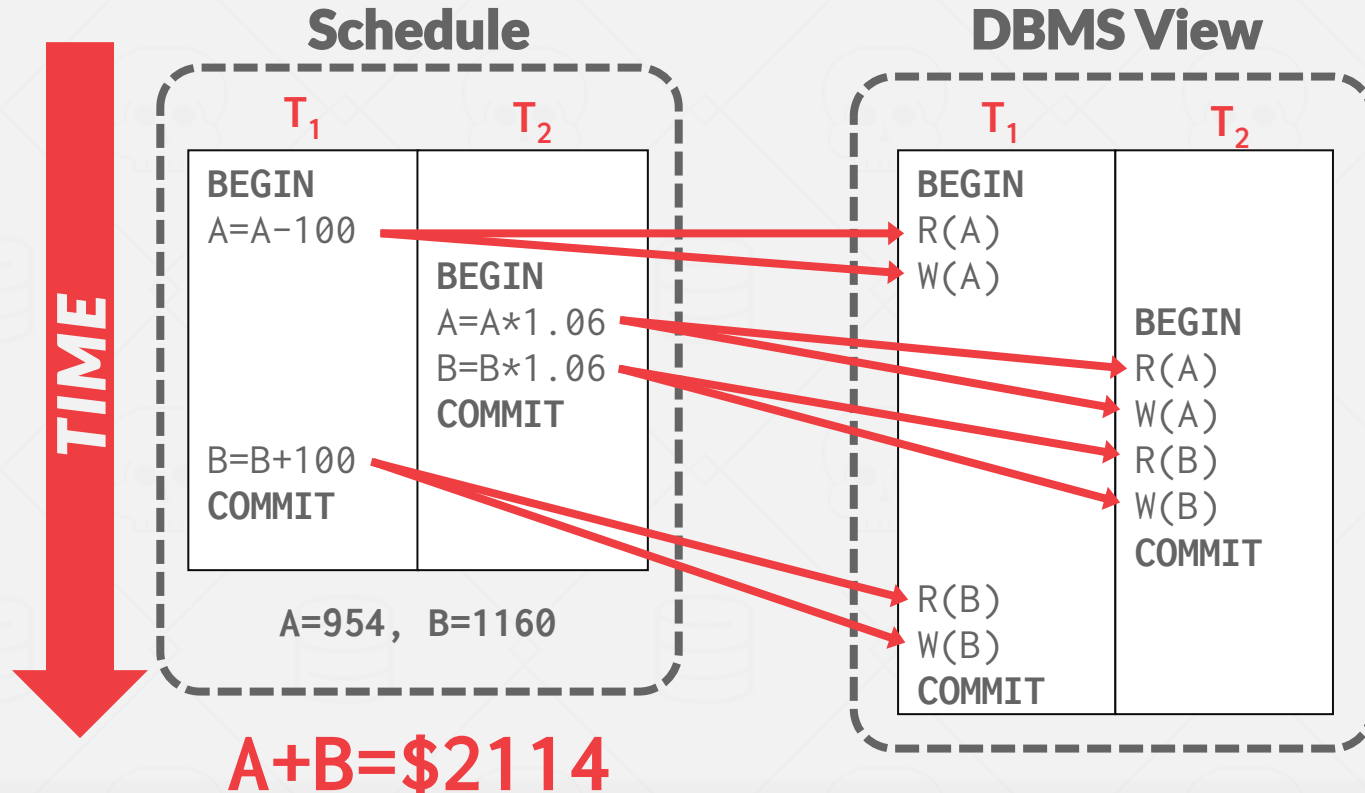 Schedule
DBMS View
TIME
T₁
T₂
BEGIN
A=A-100
BEGIN
A=A*1.06
B=B*1.06
COMMIT
B=B+100
COMMIT
A=954, B=1160
A+B=$2114
T₁
T₂
BEGIN
R(A)
W(A)
BEGIN
R(A)
W(A)
R(B)
W(B)
COMMIT
R(B)
W(B)
COMMIT